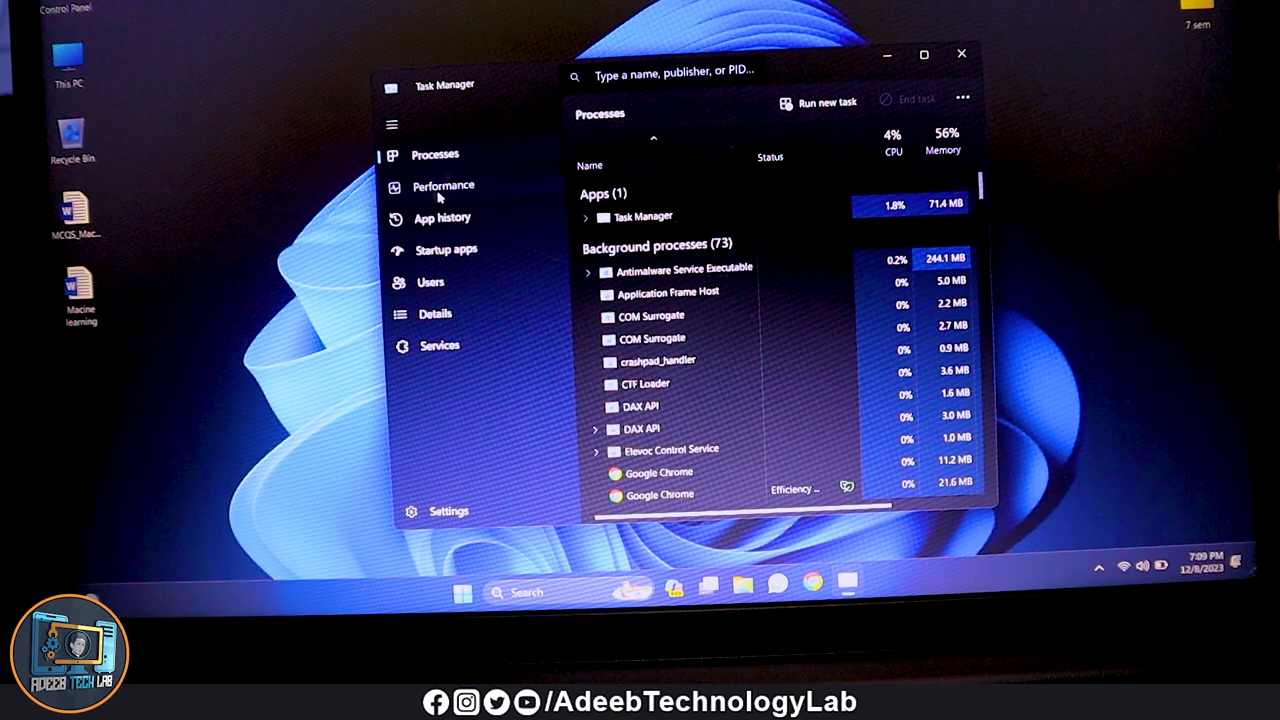 Control Panel
This PC
Recycle Bin
MCQS_Mac...
Macine
learning
7 sem
Task Manager
Type a name, publisher, or PID...
Processes
Run new task
End task
Processes
Performance
App history
Startup apps
Users
Details
Services
Settings
4% 56%
Name Status CPU Memory
Apps (1)
Task Manager 1.8% 71.4 MB
Background processes (73)
Antimalware Service Executable 0.2% 244.1 MB
Application Frame Host 0% 5.0 MB
COM Surrogate 0% 2.2 MB
COM Surrogate 0% 2.7 MB
crashpad_handler 0% 0.9 MB
CTF Loader 0% 3.6 MB
DAX API 0% 1.6 MB
DAX API 0% 3.0 MB
Elevoc Control Service 0% 1.0 MB
Google Chrome 0% 11.2 MB
Google Chrome Efficiency ... 0% 21.6 MB
Search
7:09 PM
12/8/2023
ADEEB TECH LAB
/AdeebTechnologyLab